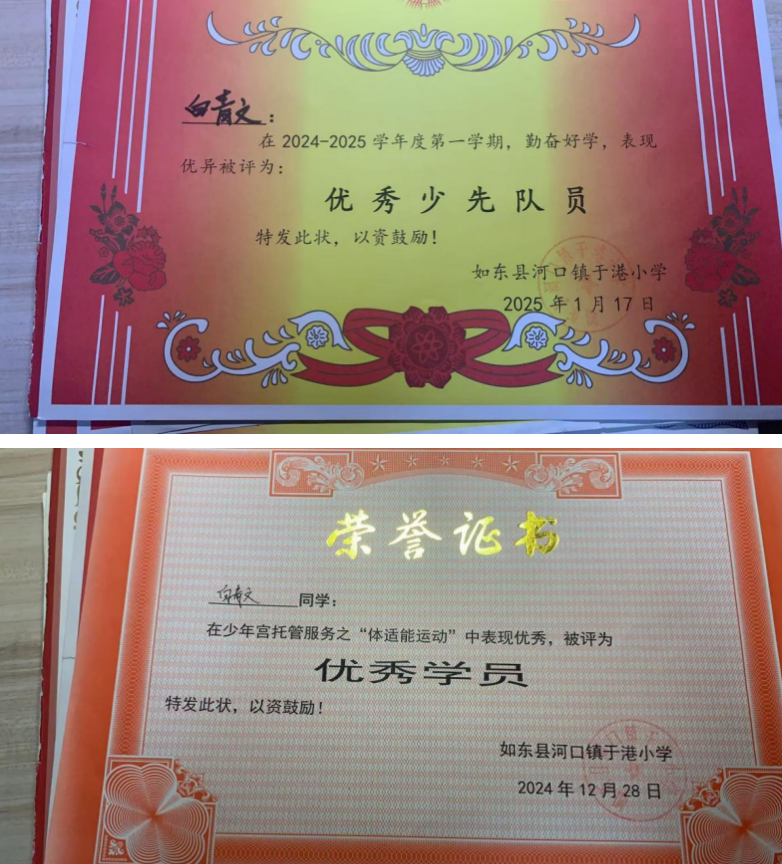 向青文：
在 2024-2025 学年度第一学期，勤奋好学，表现
优异被评为：
优秀少先队员
特发此状，以资鼓励！
如东县河口镇于港小学
2025 年 1 月 17 日
荣誉证书
向青文 同学：
在少年宫托管服务之“体适能运动”中表现优秀，被评为
优秀学员
特发此状，以资鼓励！
如东县河口镇于港小学
2024 年 12 月 28 日